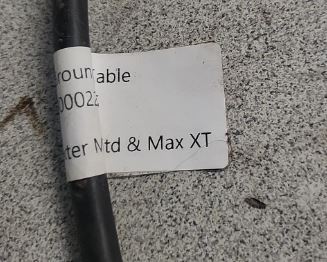 roun able
00022
ter Mtd & Max XT